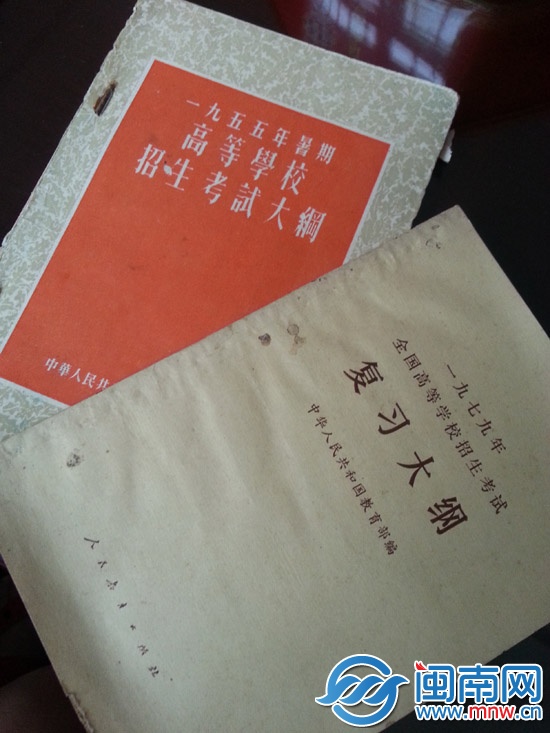 一九五五年暑期
高等學校
招生考試大綱
中華人民共
一九七九年
全国高等学校招生考试
复习大纲
中华人民共和国教育部编
人民教育出版社
闽南网
www.mnw.cn